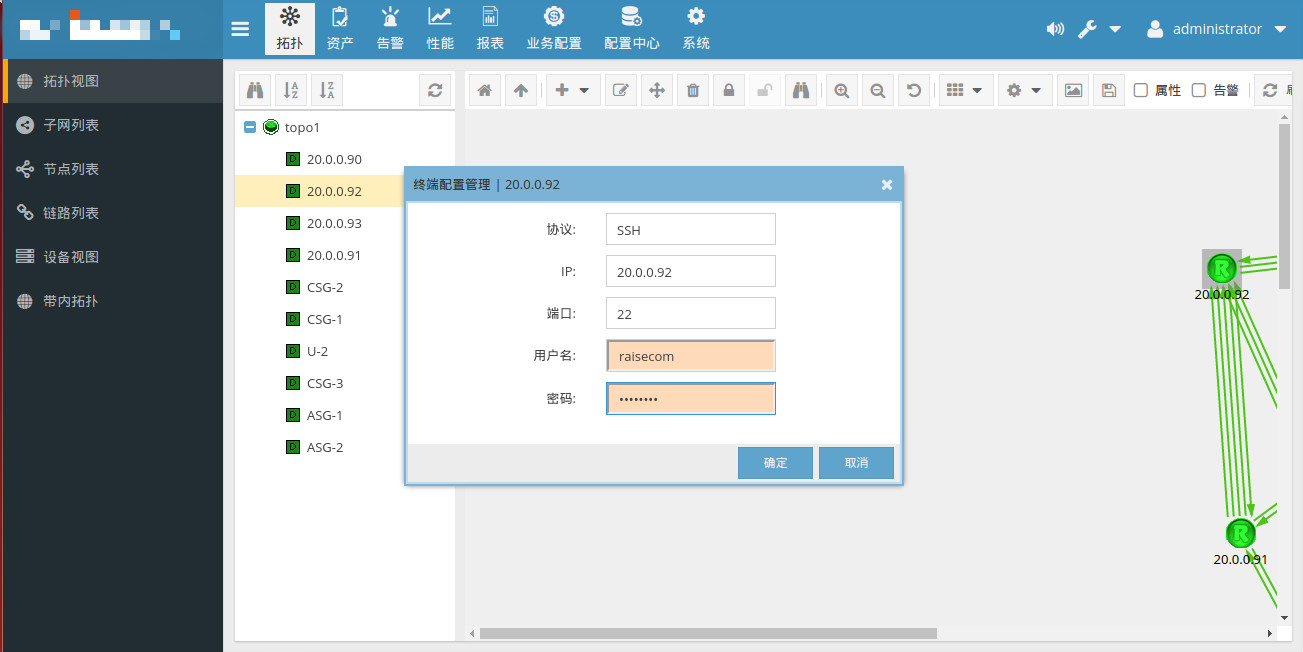 拓扑
资产
告警
性能
报表
业务配置
配置中心
系统
administrator
拓扑视图
子网列表
节点列表
链路列表
设备视图
带内拓扑
属性
告警
topo1
20.0.0.90
20.0.0.92
20.0.0.93
20.0.0.91
CSG-2
CSG-1
U-2
CSG-3
ASG-1
ASG-2
终端配置管理 | 20.0.0.92
协议: SSH
IP: 20.0.0.92
端口: 22
用户名: raisecom
密码: ••••••••
确定
取消
R
20.0.0.92
R
20.0.0.91